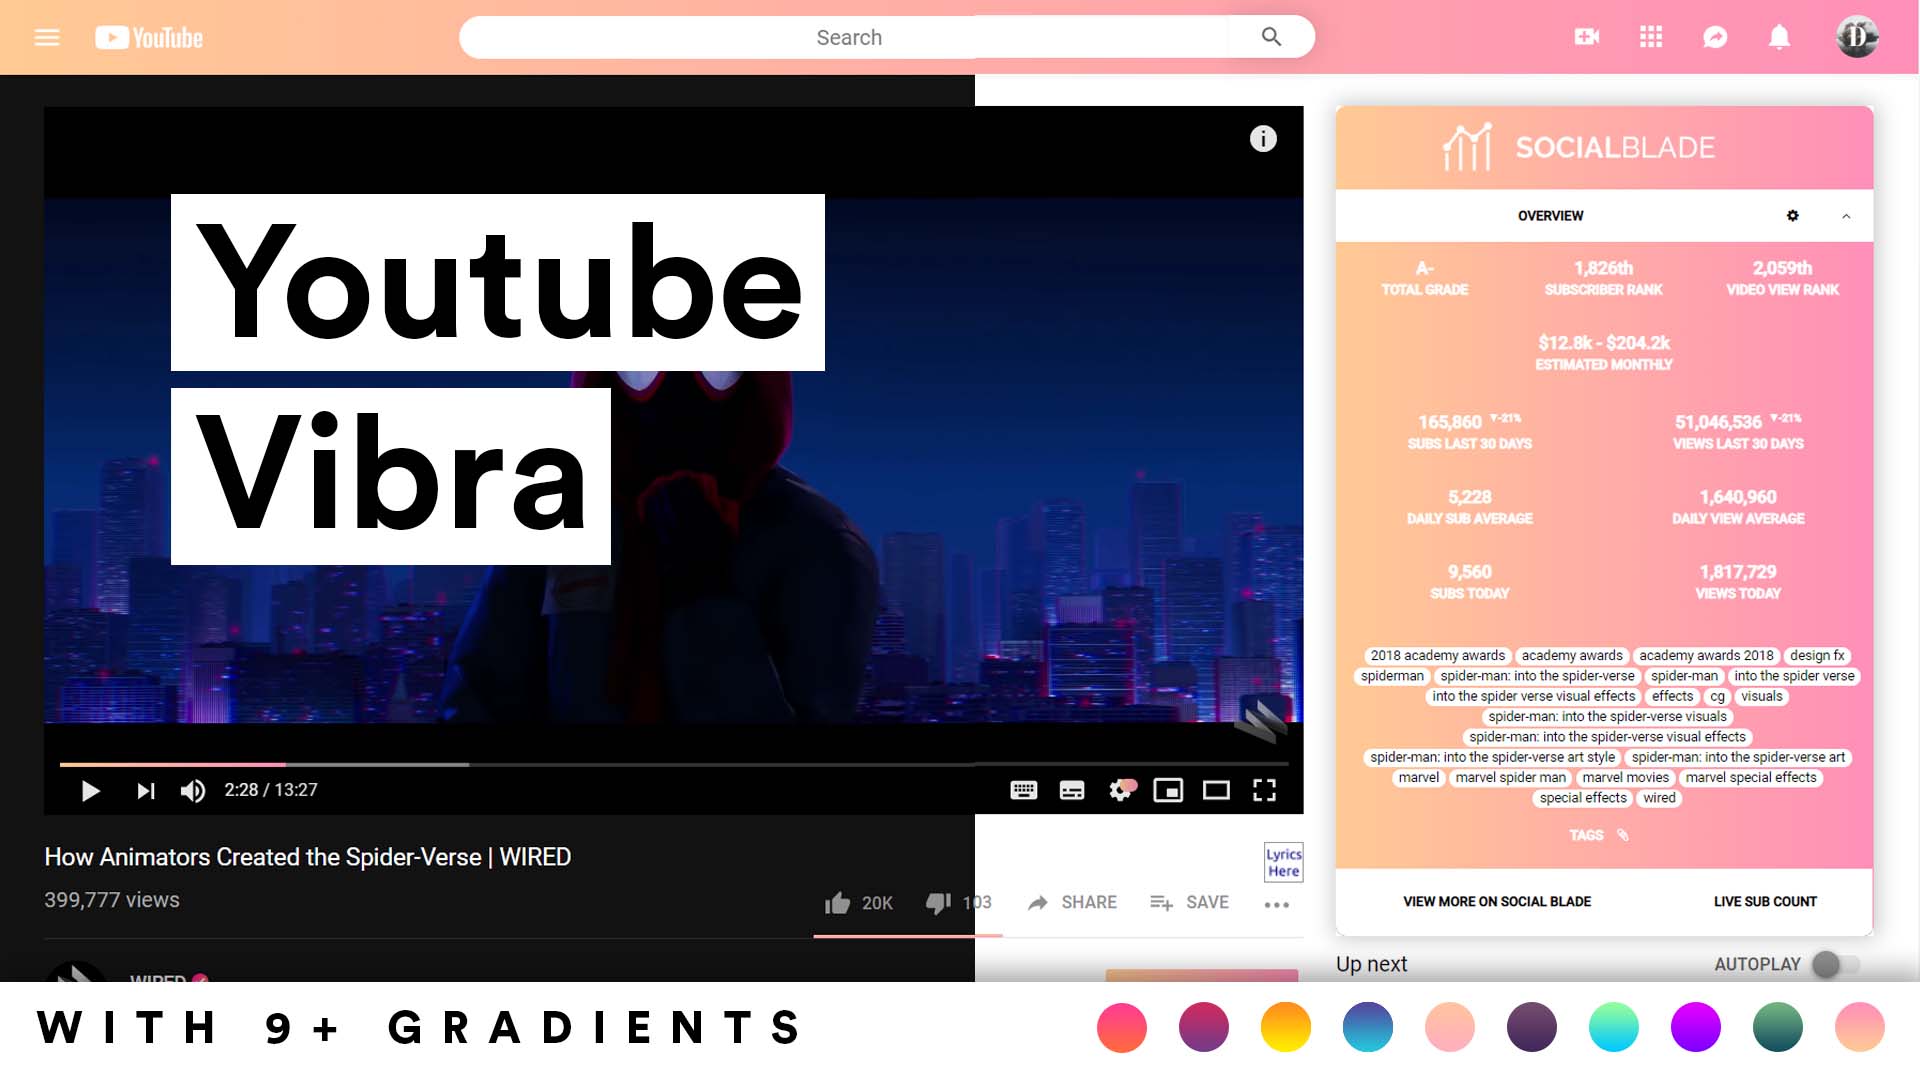 YouTube
Search
D
SOCIALBLADE
OVERVIEW
A-
TOTAL GRADE
1,826th
SUBSCRIBER RANK
2,059th
VIDEO VIEW RANK
$12.8k - $204.2k
ESTIMATED MONTHLY
165,860 ▼-21%
SUBS LAST 30 DAYS
51,046,536 ▼-21%
VIEWS LAST 30 DAYS
5,228
DAILY SUB AVERAGE
1,640,960
DAILY VIEW AVERAGE
9,560
SUBS TODAY
1,817,729
VIEWS TODAY
2018 academy awards academy awards academy awards 2018 design fx
spiderman spider-man: into the spider-verse spider-man into the spider verse
into the spider verse visual effects effects cg visuals
spider-man: into the spider-verse visuals
spider-man: into the spider-verse visual effects
spider-man: into the spider-verse art style spider-man: into the spider-verse art
marvel marvel spider man marvel movies marvel special effects
special effects wired
TAGS
VIEW MORE ON SOCIAL BLADE LIVE SUB COUNT
Up next AUTOPLAY
Youtube
Vibra
2:28 / 13:27
How Animators Created the Spider-Verse | WIRED
Lyrics
Here
399,777 views
20K 103 SHARE SAVE
WIRED
WITH 9+ GRADIENTS